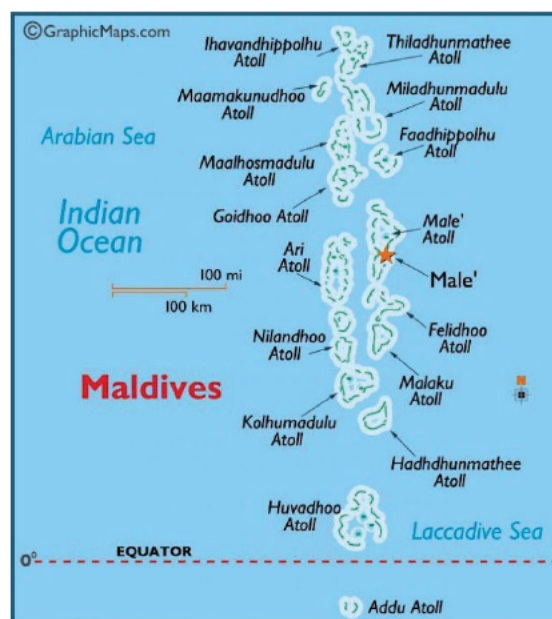 ©GraphicMaps.com
Ihavandhippolhu
Atoll
Thiladhunmathee
Atoll
Maamakunudhoo
Atoll
Miladhunmadulu
Atoll
Arabian Sea
Faadhippolhu
Atoll
Maalhosmadulu
Atoll
Goidhoo Atoll
Indian
Ocean
Male'
Atoll
Ari
Atoll
Male'
100 mi
100 km
Felidhoo
Atoll
Nilandhoo
Atoll
Maldives
Malaku
Atoll
N
Kolhumadulu
Atoll
Hadhdhunmathee
Atoll
Huvadhoo
Atoll
Laccadive Sea
EQUATOR
0°
Addu Atoll